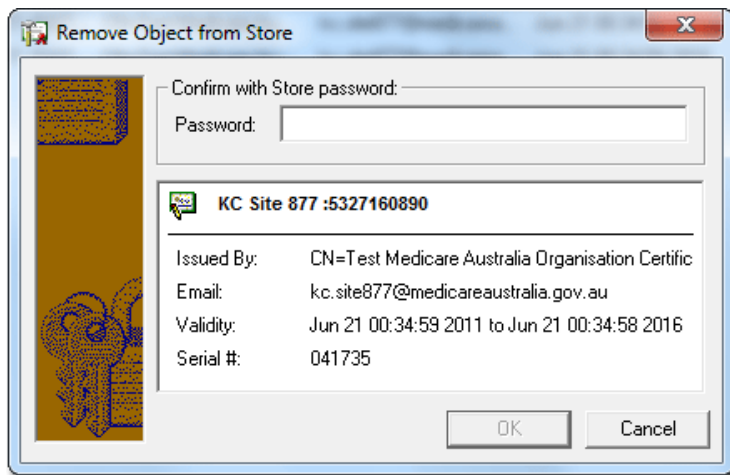 Remove Object from Store
Confirm with Store password:
Password:
KC Site 877 :5327160890
Issued By: CN=Test Medicare Australia Organisation Certific
Email: kc.site877@medicareaustralia.gov.au
Validity: Jun 21 00:34:59 2011 to Jun 21 00:34:58 2016
Serial #: 041735
OK Cancel